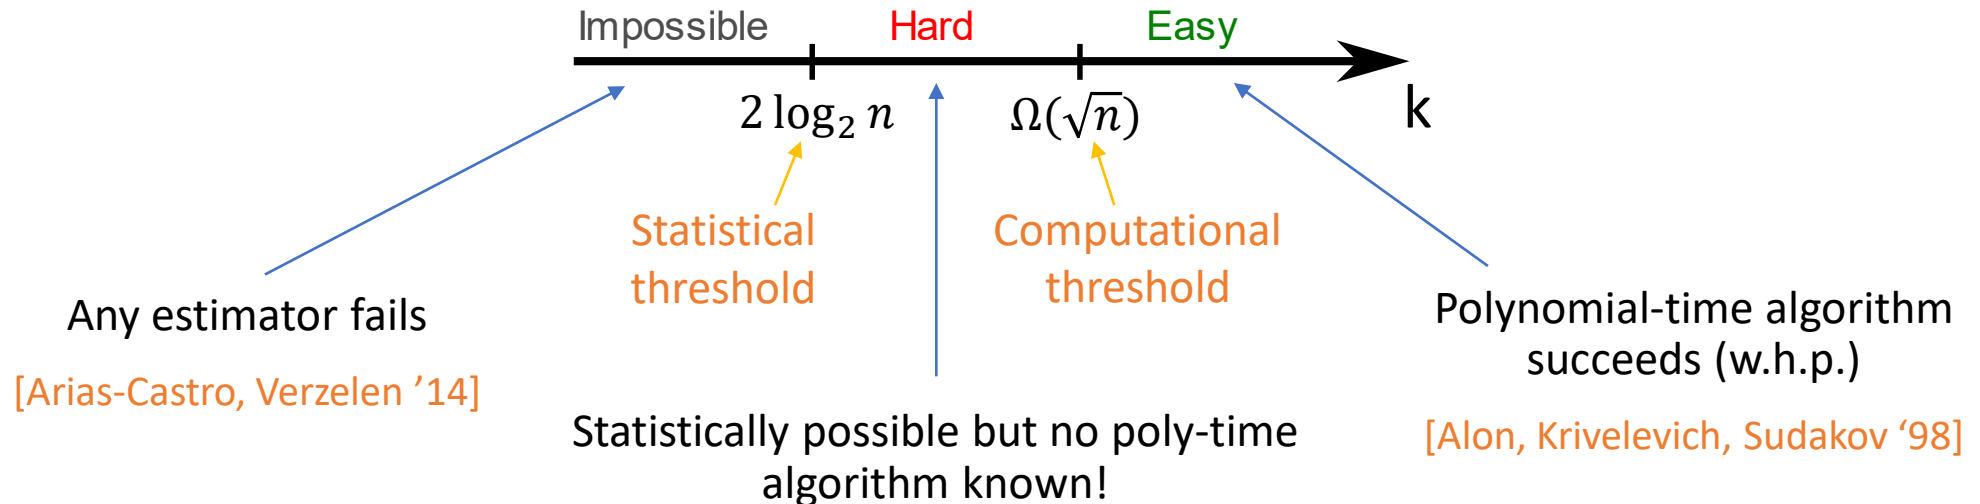 Impossible
Hard
Easy
2 log₂ n
Ω(√n)
k
Statistical
threshold
Computational
threshold
Any estimator fails
[Arias-Castro, Verzelen ’14]
Statistically possible but no poly-time
algorithm known!
Polynomial-time algorithm
succeeds (w.h.p.)
[Alon, Krivelevich, Sudakov ‘98]